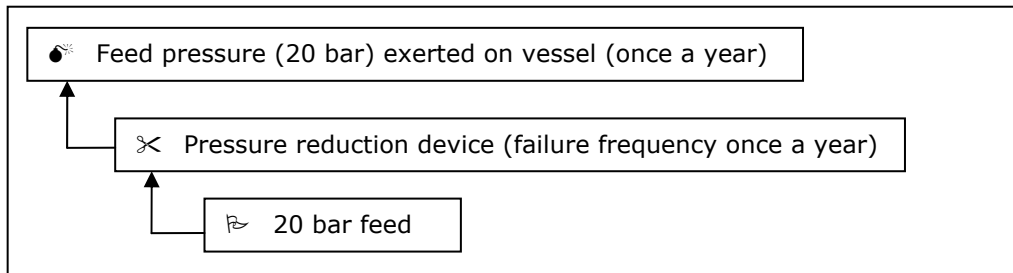 Feed pressure (20 bar) exerted on vessel (once a year)
Pressure reduction device (failure frequency once a year)
20 bar feed